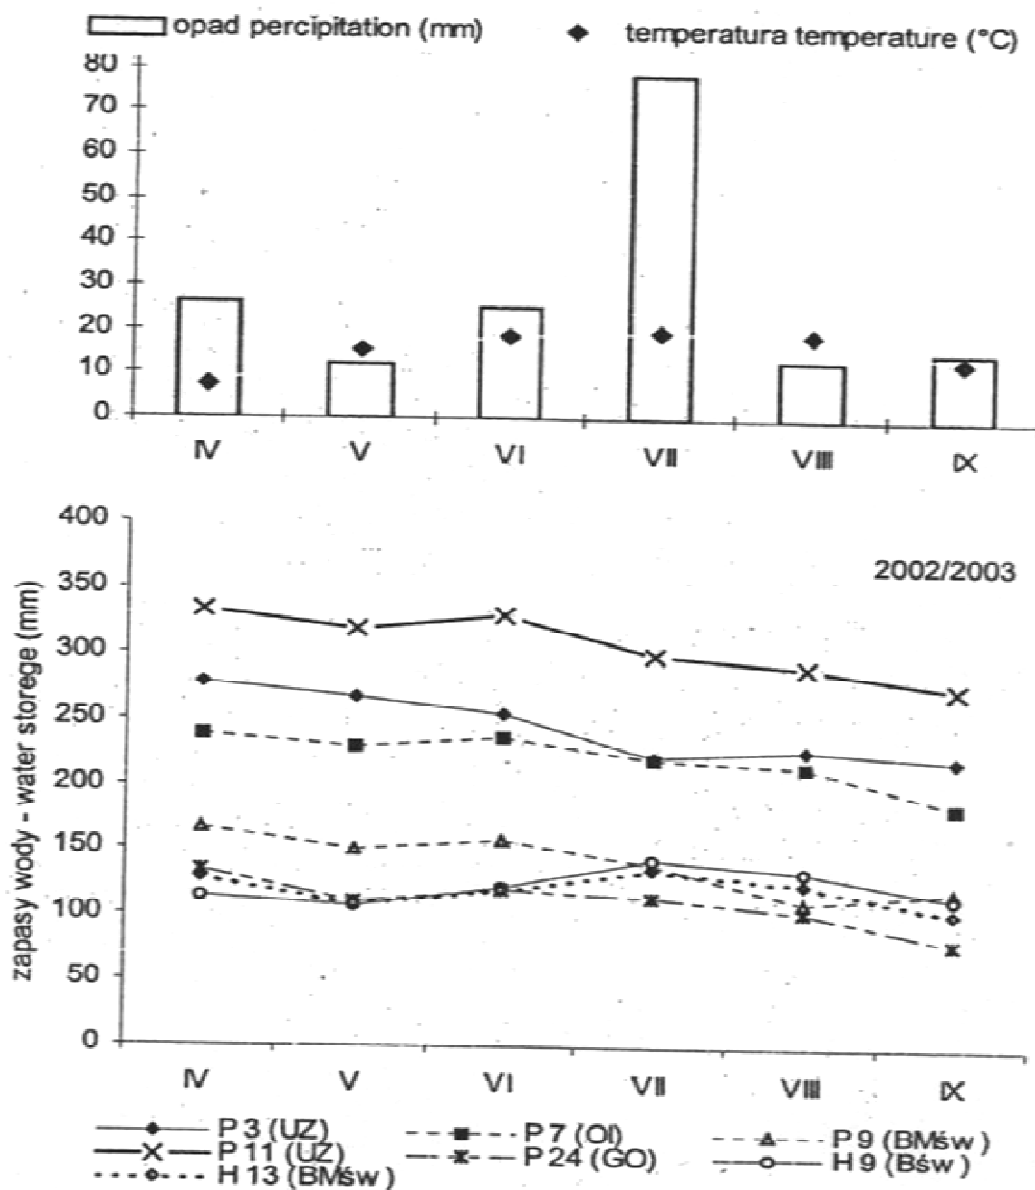 opad percipitation (mm) temperatura temperature (°C)
80
70
60
50
40
30
20
10
0
IV V VI VII VIII IX
400
350
300
250
200
150
100
50
0
zapasy wody - water storege (mm)
2002/2003
IV V VI VII VIII IX
P 3 (UZ) P 7 (OI) P 9 (BMśw)
P 11 (UZ) P 24 (GO) H 9 (Bśw)
H 13 (BMśw)